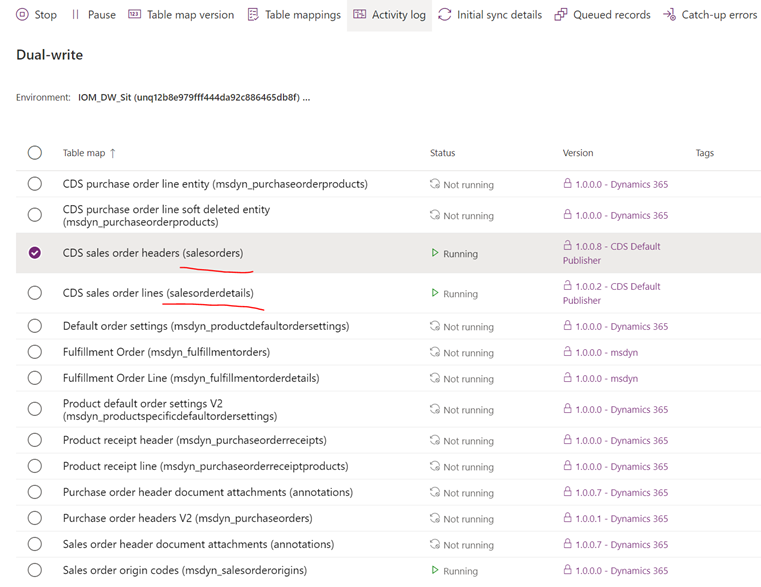 Stop Pause 123 Table map version Table mappings Activity log Initial sync details Queued records Catch-up errors
Dual-write
Environment: IOM_DW_Sit (unq12b8e979fff444da92c886465db8f) ...
Table map ↑ Status Version Tags
CDS purchase order line entity (msdyn_purchaseorderproducts) Not running 1.0.0.0 - Dynamics 365
CDS purchase order line soft deleted entity
(msdyn_purchaseorderproducts) Not running 1.0.0.0 - Dynamics 365
CDS sales order headers (salesorders) Running 1.0.0.8 - CDS Default
Publisher
CDS sales order lines (salesorderdetails) Running 1.0.0.2 - CDS Default
Publisher
Default order settings (msdyn_productdefaultordersettings) Not running 1.0.0.0 - Dynamics 365
Fulfillment Order (msdyn_fulfillmentorders) Not running 1.0.0.0 - msdyn
Fulfillment Order Line (msdyn_fulfillmentorderdetails) Not running 1.0.0.0 - msdyn
Product default order settings V2
(msdyn_productspecificdefaultordersettings) Not running 1.0.0.0 - Dynamics 365
Product receipt header (msdyn_purchaseorderreceipts) Not running 1.0.0.0 - Dynamics 365
Product receipt line (msdyn_purchaseorderreceiptproducts) Not running 1.0.0.0 - Dynamics 365
Purchase order header document attachments (annotations) Not running 1.0.0.7 - Dynamics 365
Purchase order headers V2 (msdyn_purchaseorders) Not running 1.0.0.1 - Dynamics 365
Sales order header document attachments (annotations) Not running 1.0.0.7 - Dynamics 365
Sales order origin codes (msdyn_salesorderorigins) Running 1.0.0.0 - Dynamics 365